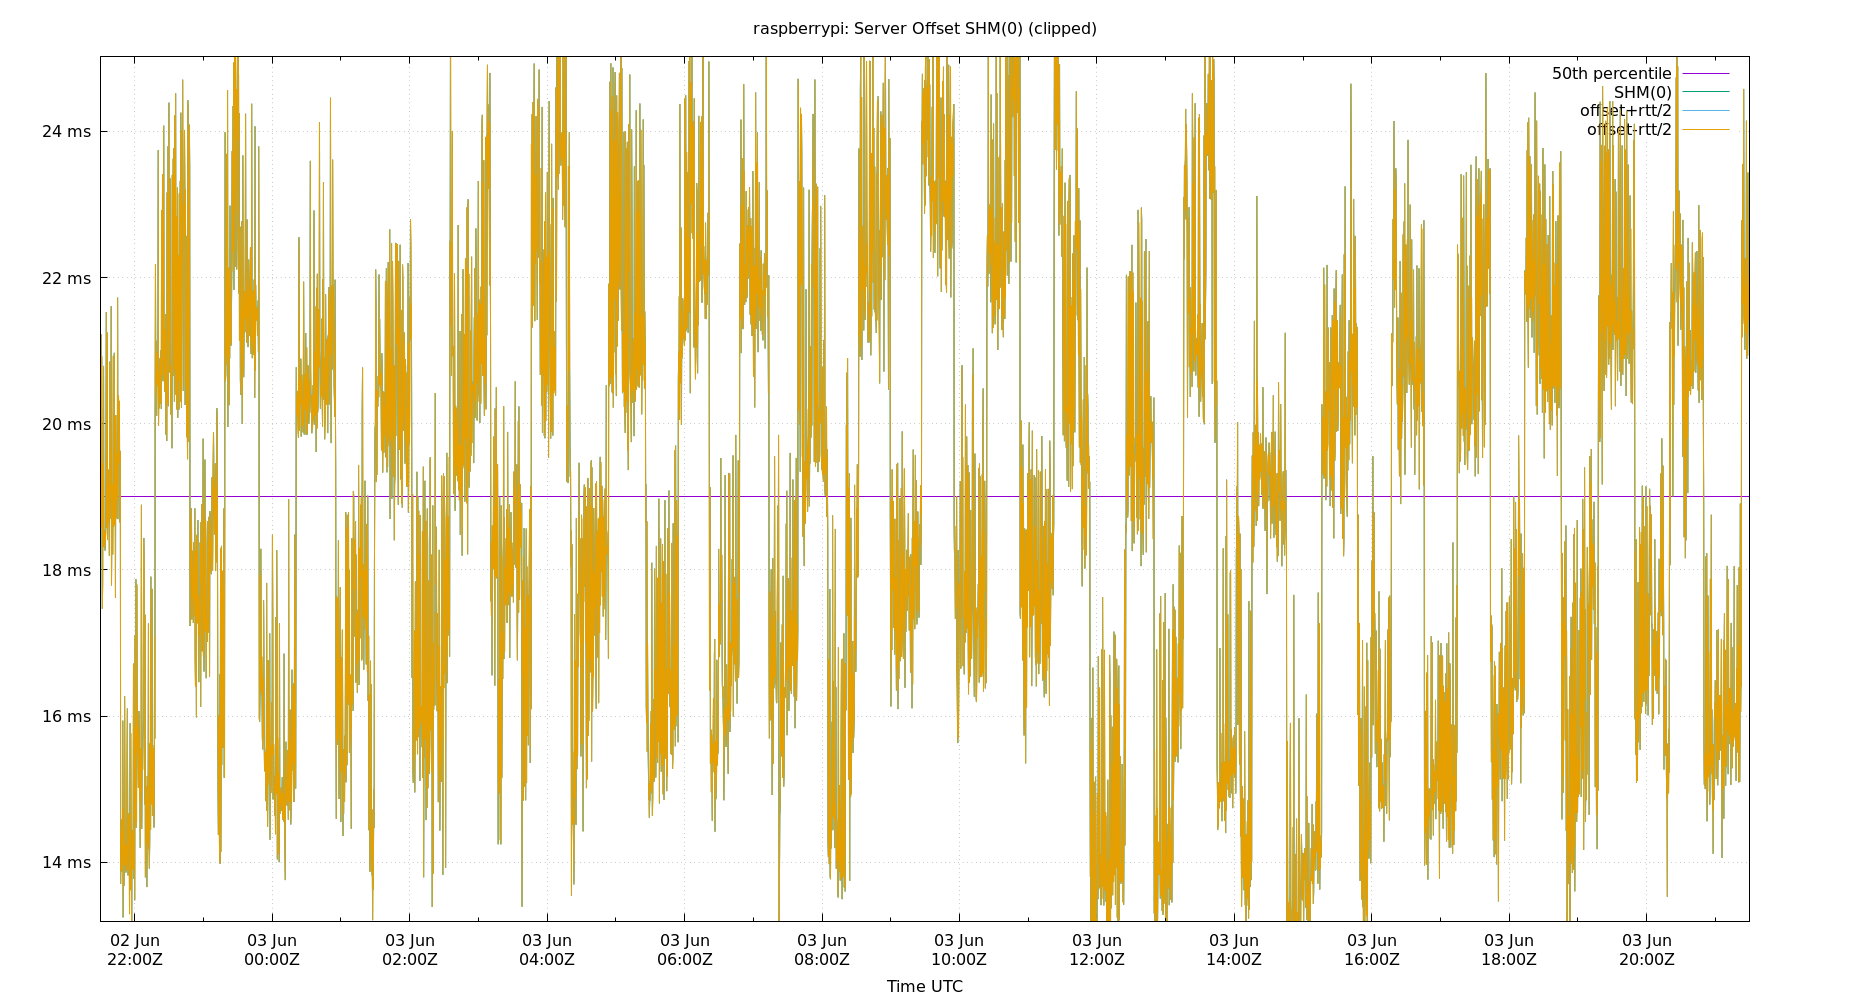 raspberrypi: Server Offset SHM(0) (clipped)
50th percentile
SHM(0)
offset+rtt/2
offset-rtt/2
24 ms
22 ms
20 ms
18 ms
16 ms
14 ms
02 Jun 03 Jun 03 Jun 03 Jun 03 Jun 03 Jun 03 Jun 03 Jun 03 Jun 03 Jun 03 Jun 03 Jun
22:00Z 00:00Z 02:00Z 04:00Z 06:00Z 08:00Z 10:00Z 12:00Z 14:00Z 16:00Z 18:00Z 20:00Z
Time UTC